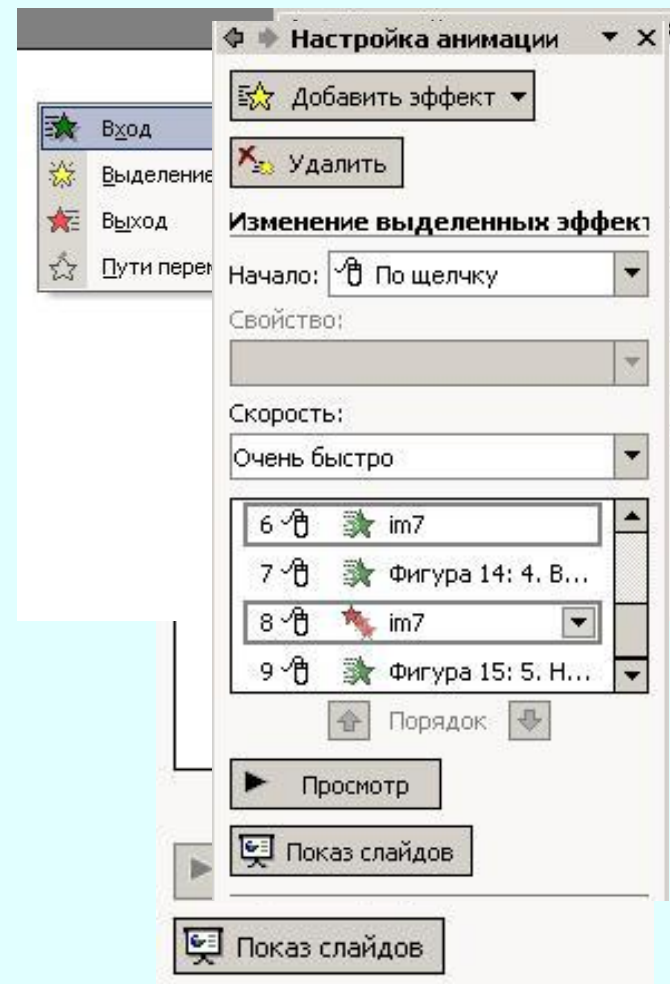 Настройка анимации
Добавить эффект
Удалить
Вход
Выделение
Выход
Пути перем
Изменение выделенных эффект
Начало: По щелчку
Свойство:
Скорость:
Очень быстро
6 im7
7 Фигура 14: 4. В...
8 im7
9 Фигура 15: 5. Н...
Порядок
Просмотр
Показ слайдов
Показ слайдов